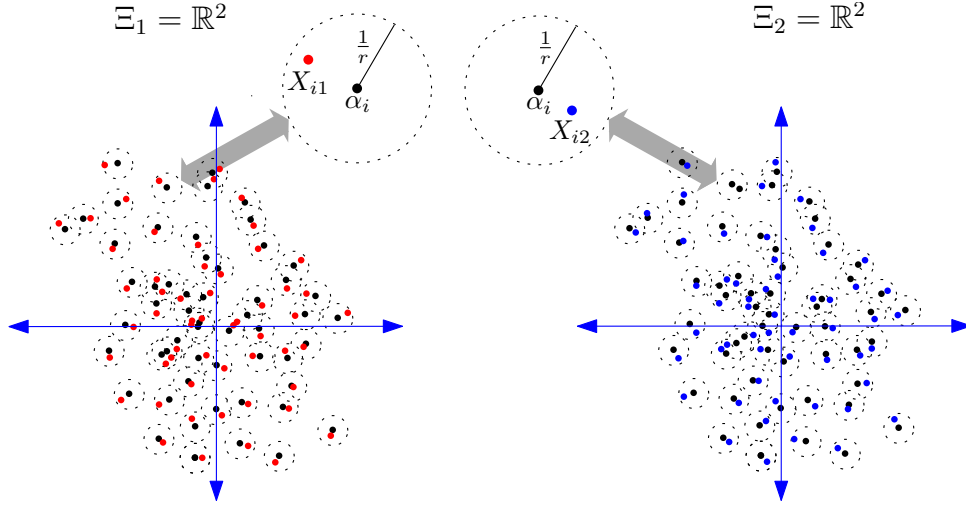 Ξ₁ = ℝ²
Ξ₂ = ℝ²
1/r
X_{i1}
α_i
1/r
α_i
X_{i2}